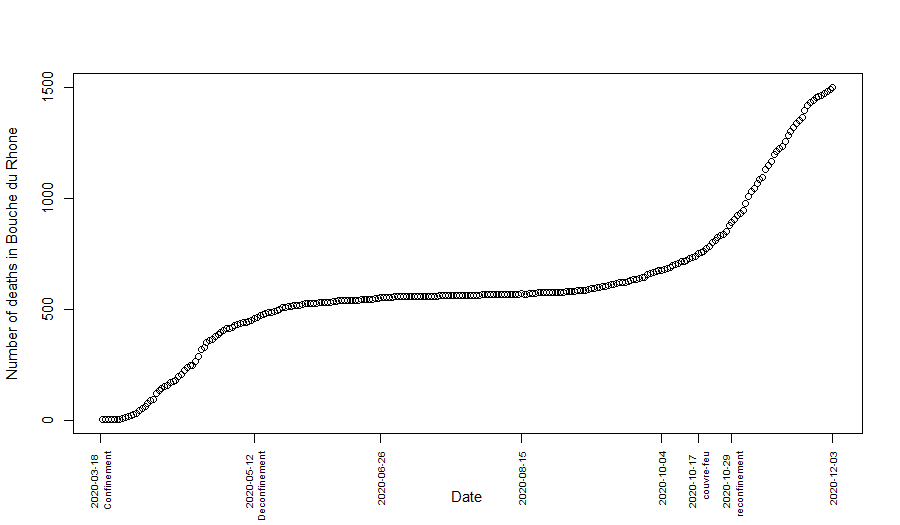 Number of deaths in Bouche du Rhone
1500
1000
500
0
2020-03-18
Confinement
2020-05-12
Deconfinement
2020-06-26
2020-08-15
2020-10-04
2020-10-17
couvre-feu
2020-10-29
reconfinement
2020-12-03
Date